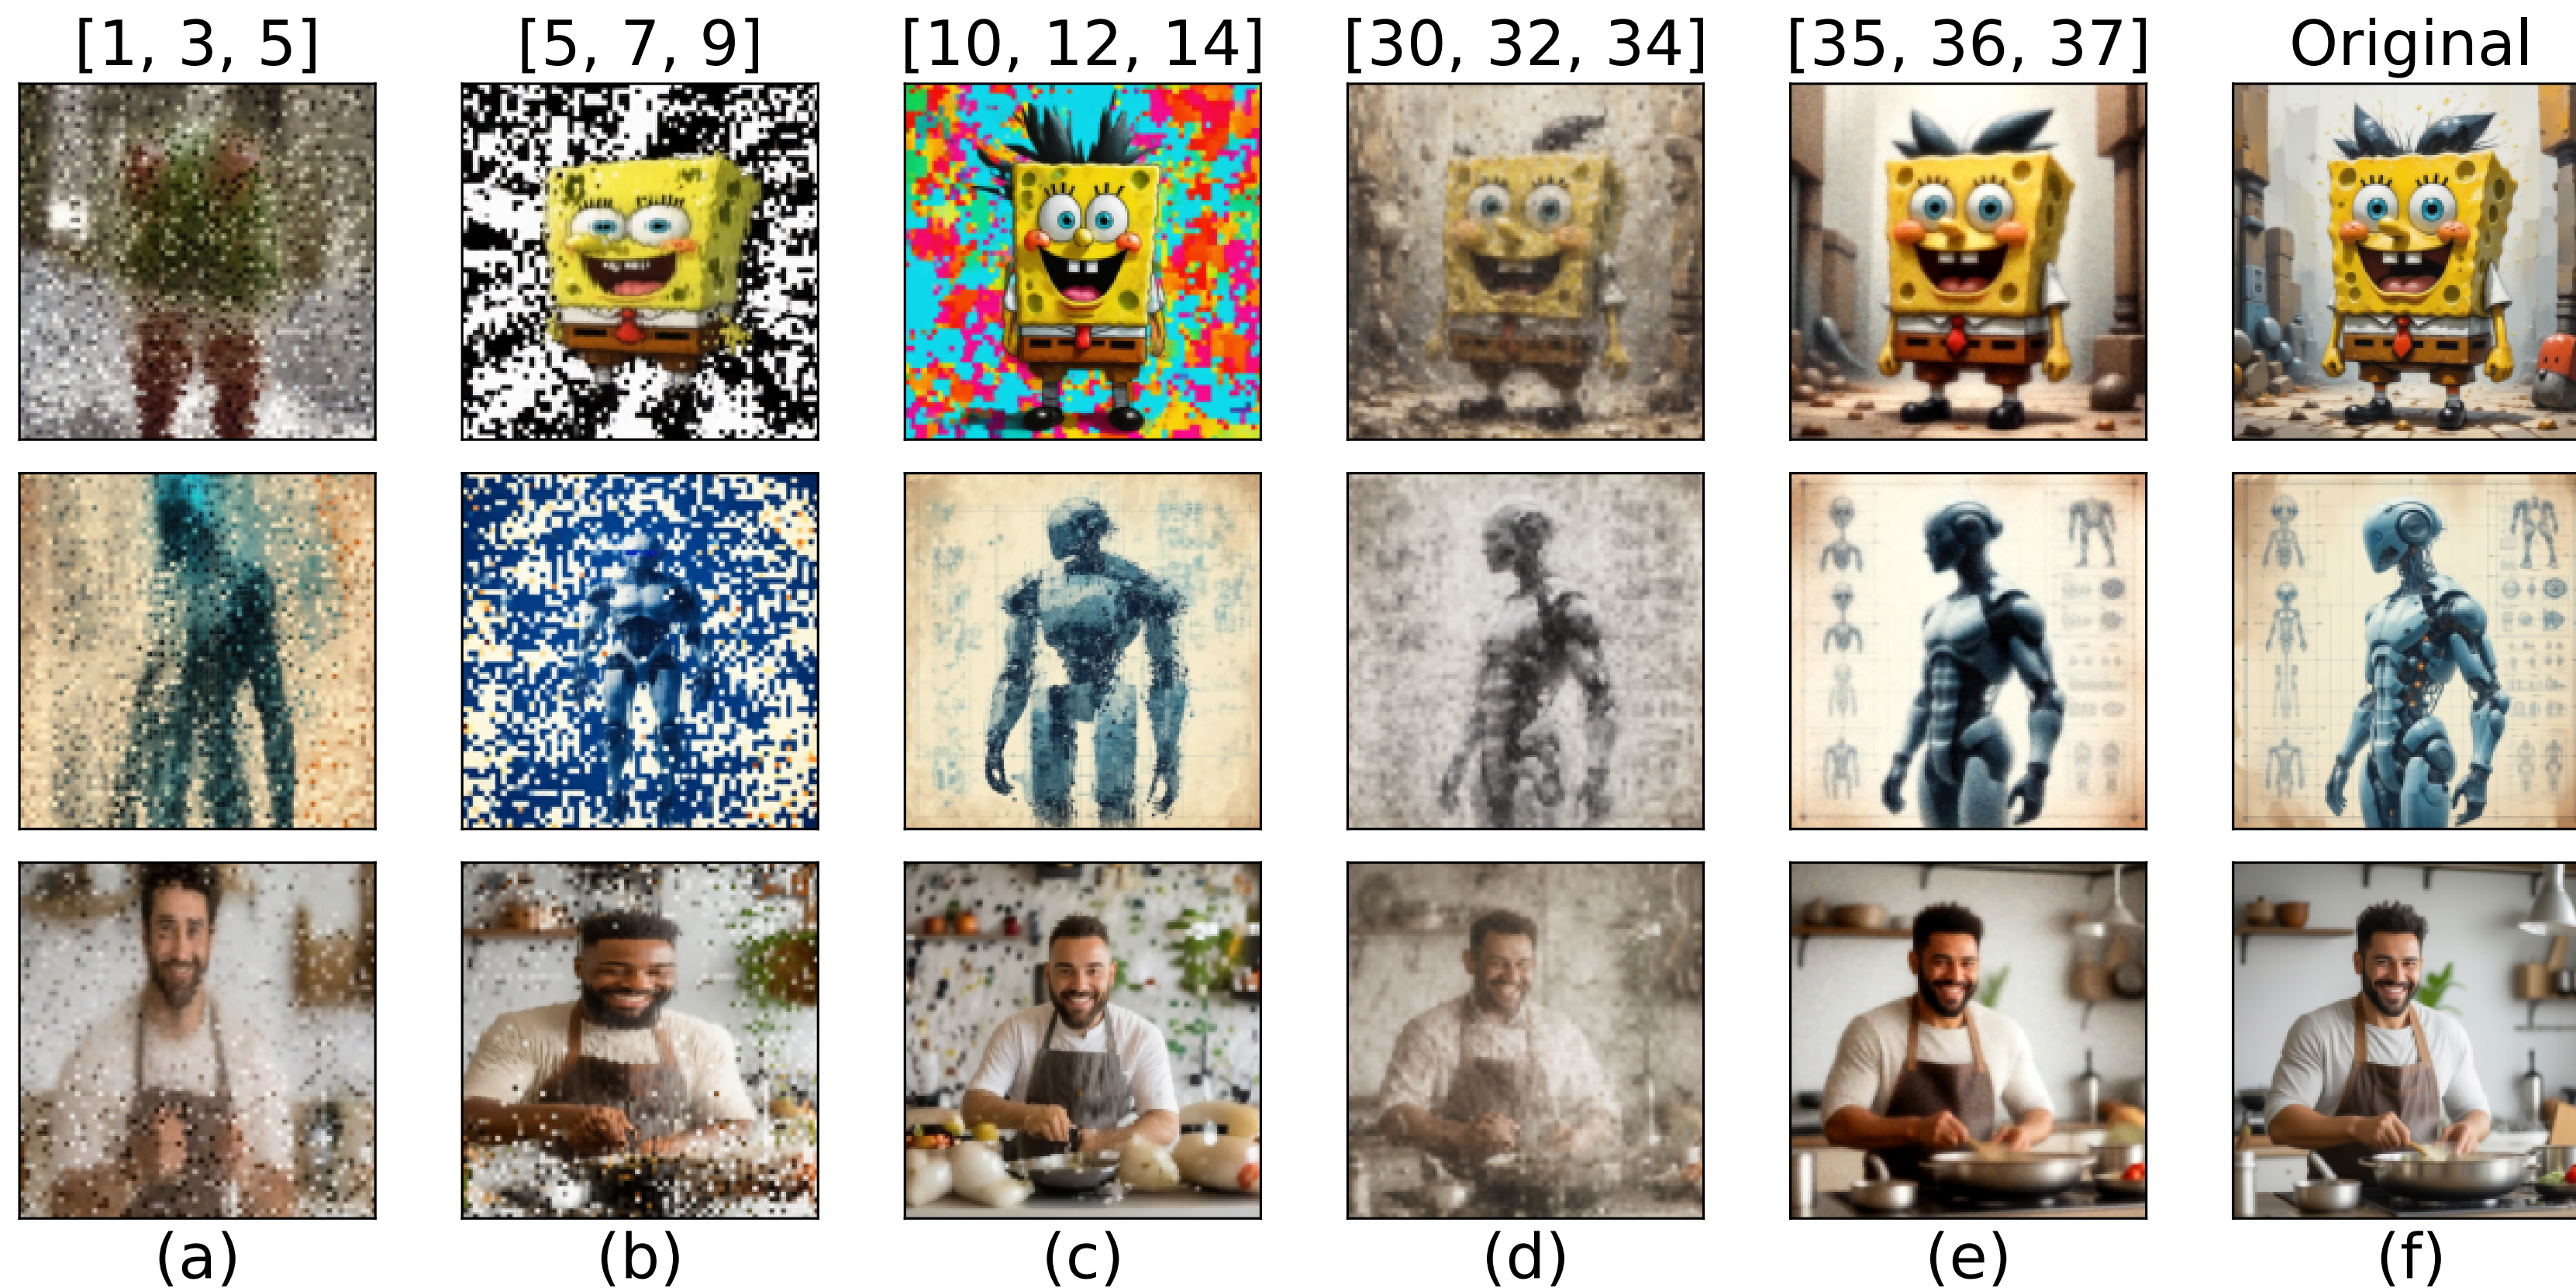 [1, 3, 5] [5, 7, 9] [10, 12, 14] [30, 32, 34] [35, 36, 37] Original
(a) (b) (c) (d) (e) (f)